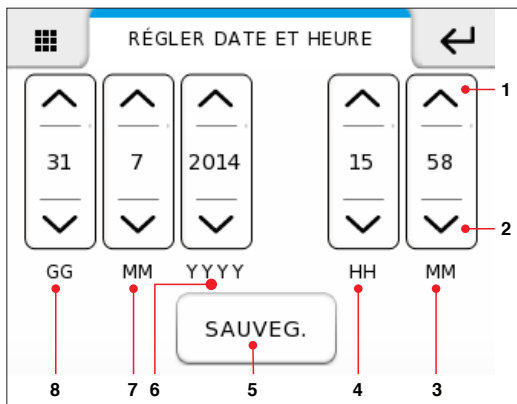 RÉGLER DATE ET HEURE
1
31 7 2014 15 58
2
GG MM YYYY HH MM
SAUVEG.
8 7 6 5 4 3